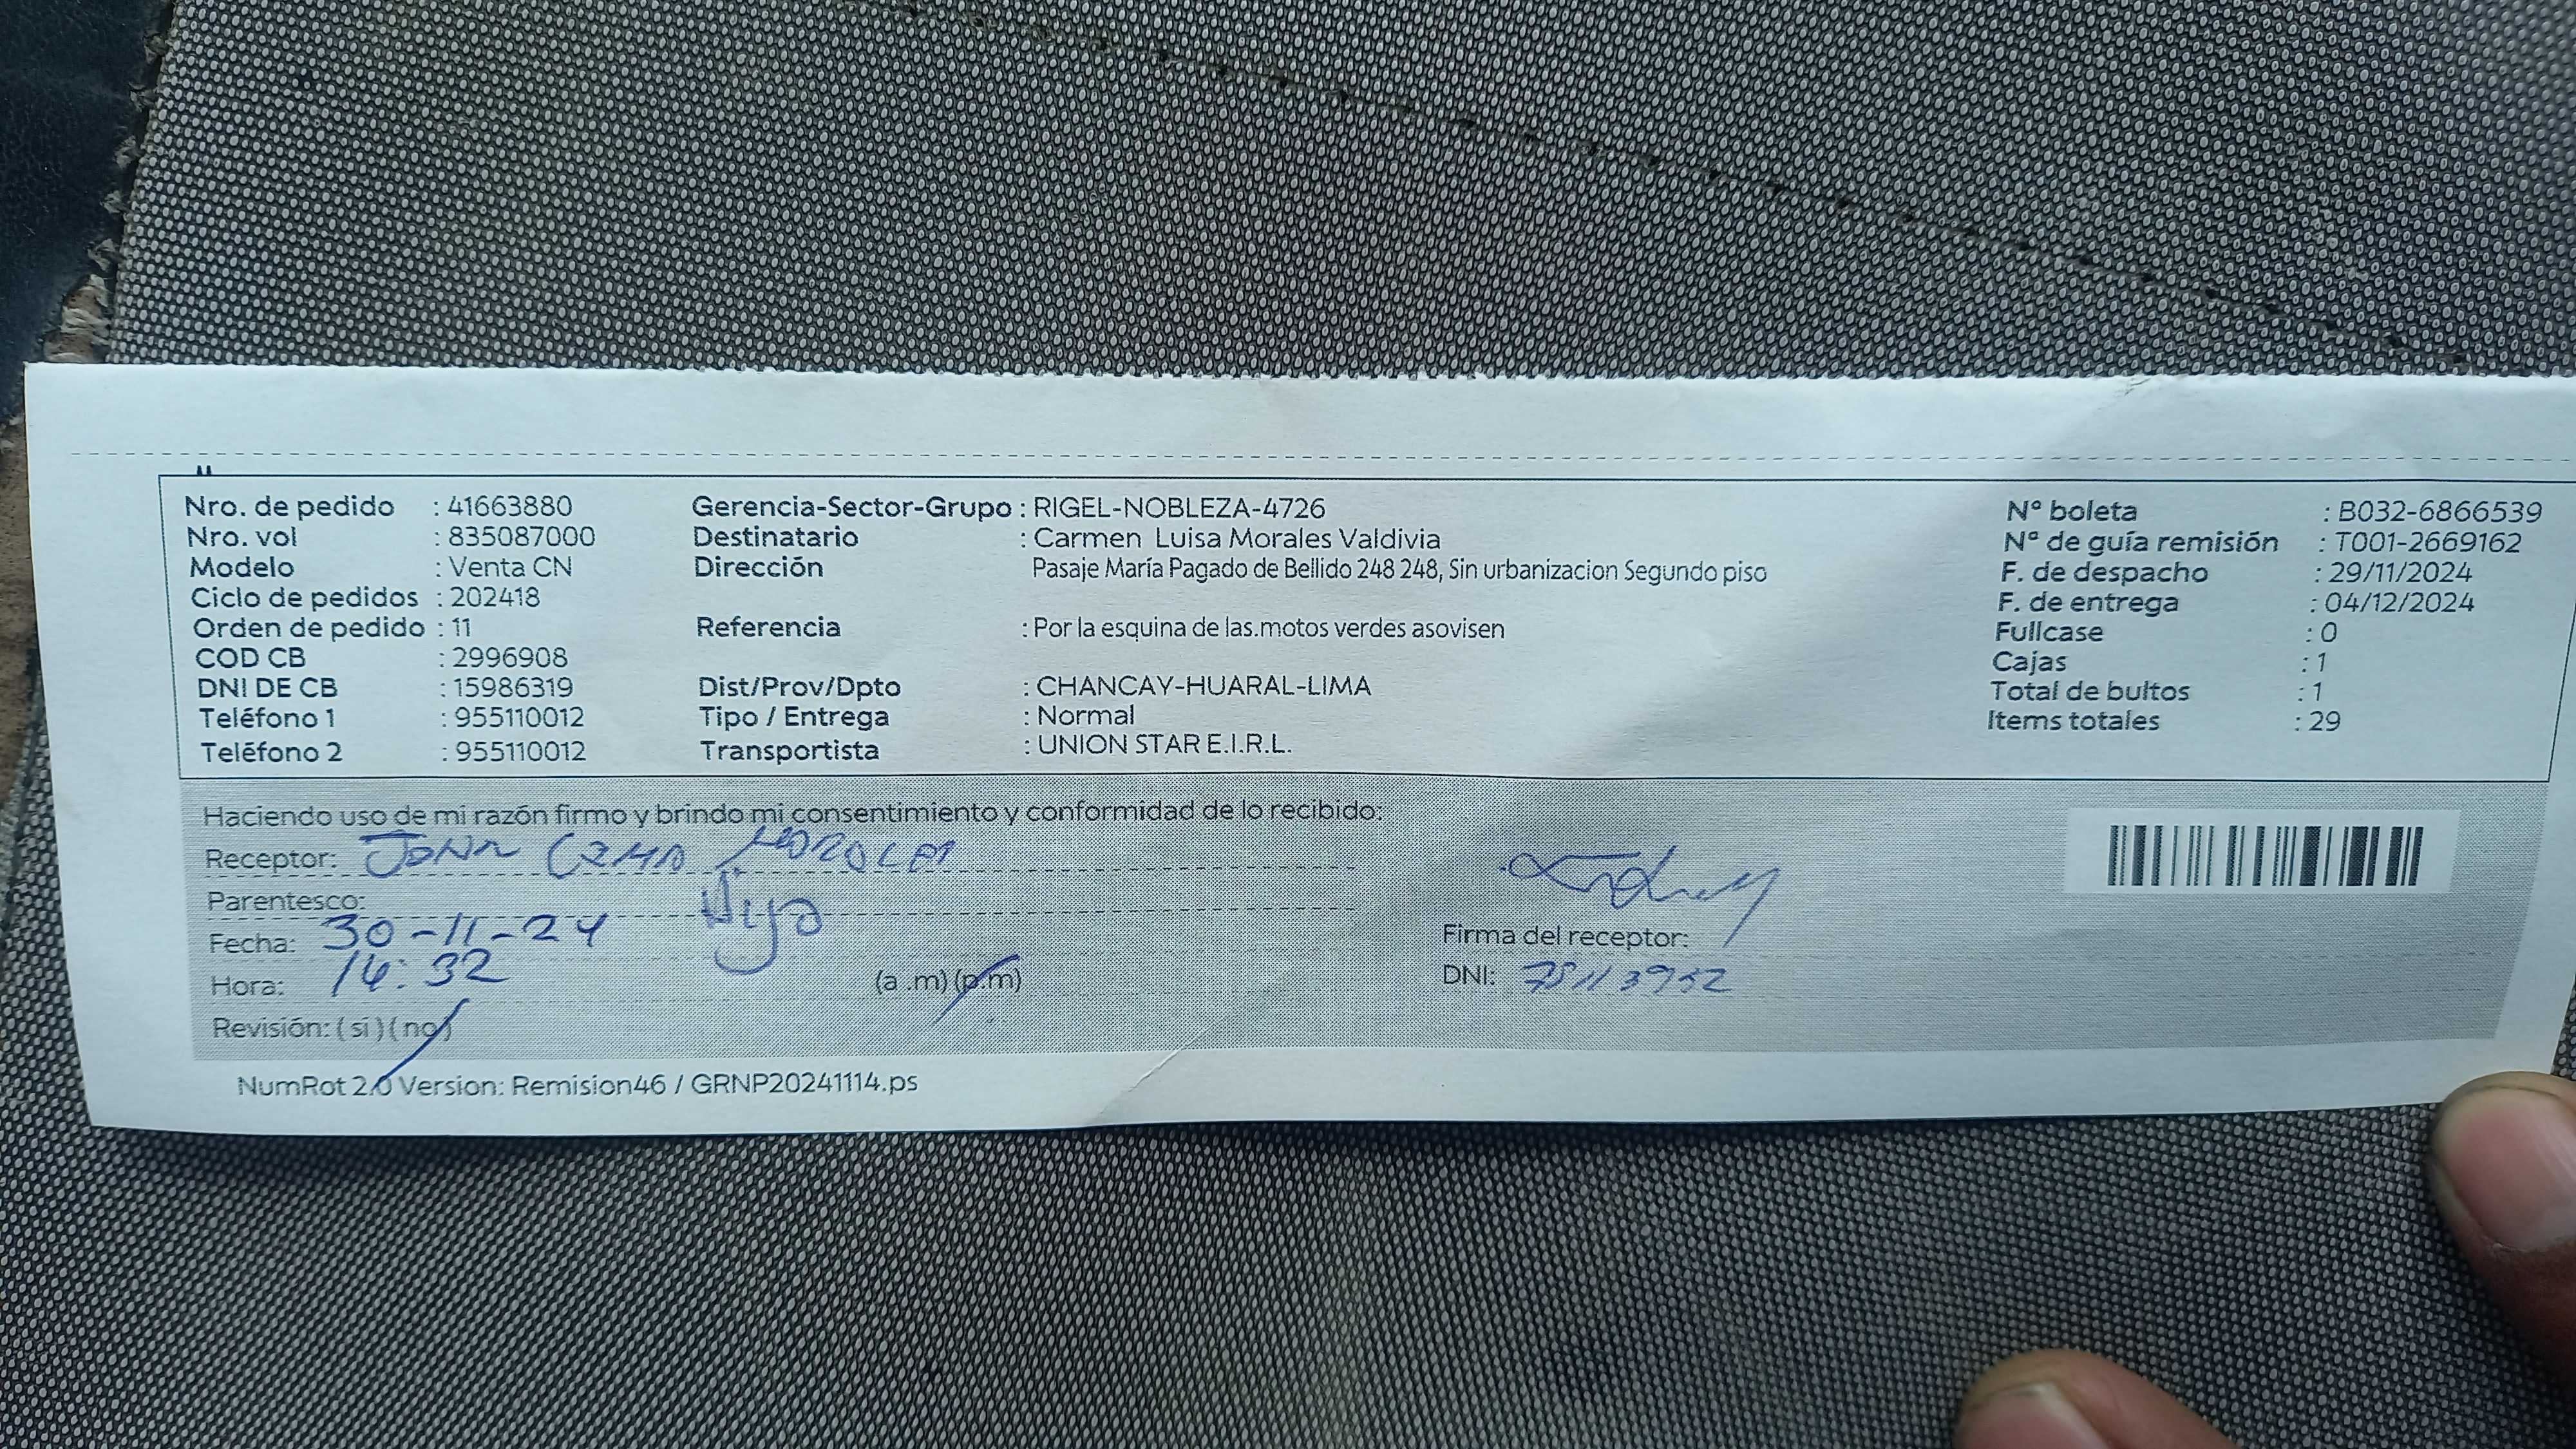 Nro. de pedido : 41663880 Gerencia-Sector-Grupo : RIGEL-NOBLEZA-4726 N° boleta : B032-6866539
Nro. vol : 835087000 Destinatario : Carmen Luisa Morales Valdivia N° de guía remisión : T001-2669162
Modelo : Venta CN Dirección Pasaje María Pagado de Bellido 248 248, Sin urbanizacion Segundo piso F. de despacho : 29/11/2024
Ciclo de pedidos : 202418 F. de entrega : 04/12/2024
Orden de pedido : 11 Referencia : Por la esquina de las.motos verdes asovisen Fullcase : 0
COD CB : 2996908 Cajas : 1
DNI DE CB : 15986319 Dist/Prov/Dpto : CHANCAY-HUARAL-LIMA Total de bultos : 1
Teléfono 1 : 955110012 Tipo / Entrega : Normal Items totales : 29
Teléfono 2 : 955110012 Transportista : UNION STAR E.I.R.L.
Haciendo uso de mi razón firmo y brindo mi consentimiento y conformidad de lo recibido:
Receptor: John
Parentesco: Hijo
Fecha: 30-11-24 Firma del receptor:
Hora: 14:32 (a .m) (p.m) DNI:
Revisión: ( si ) ( no )
NumRot 2.0 Version: Remision46 / GRNP20241114.ps